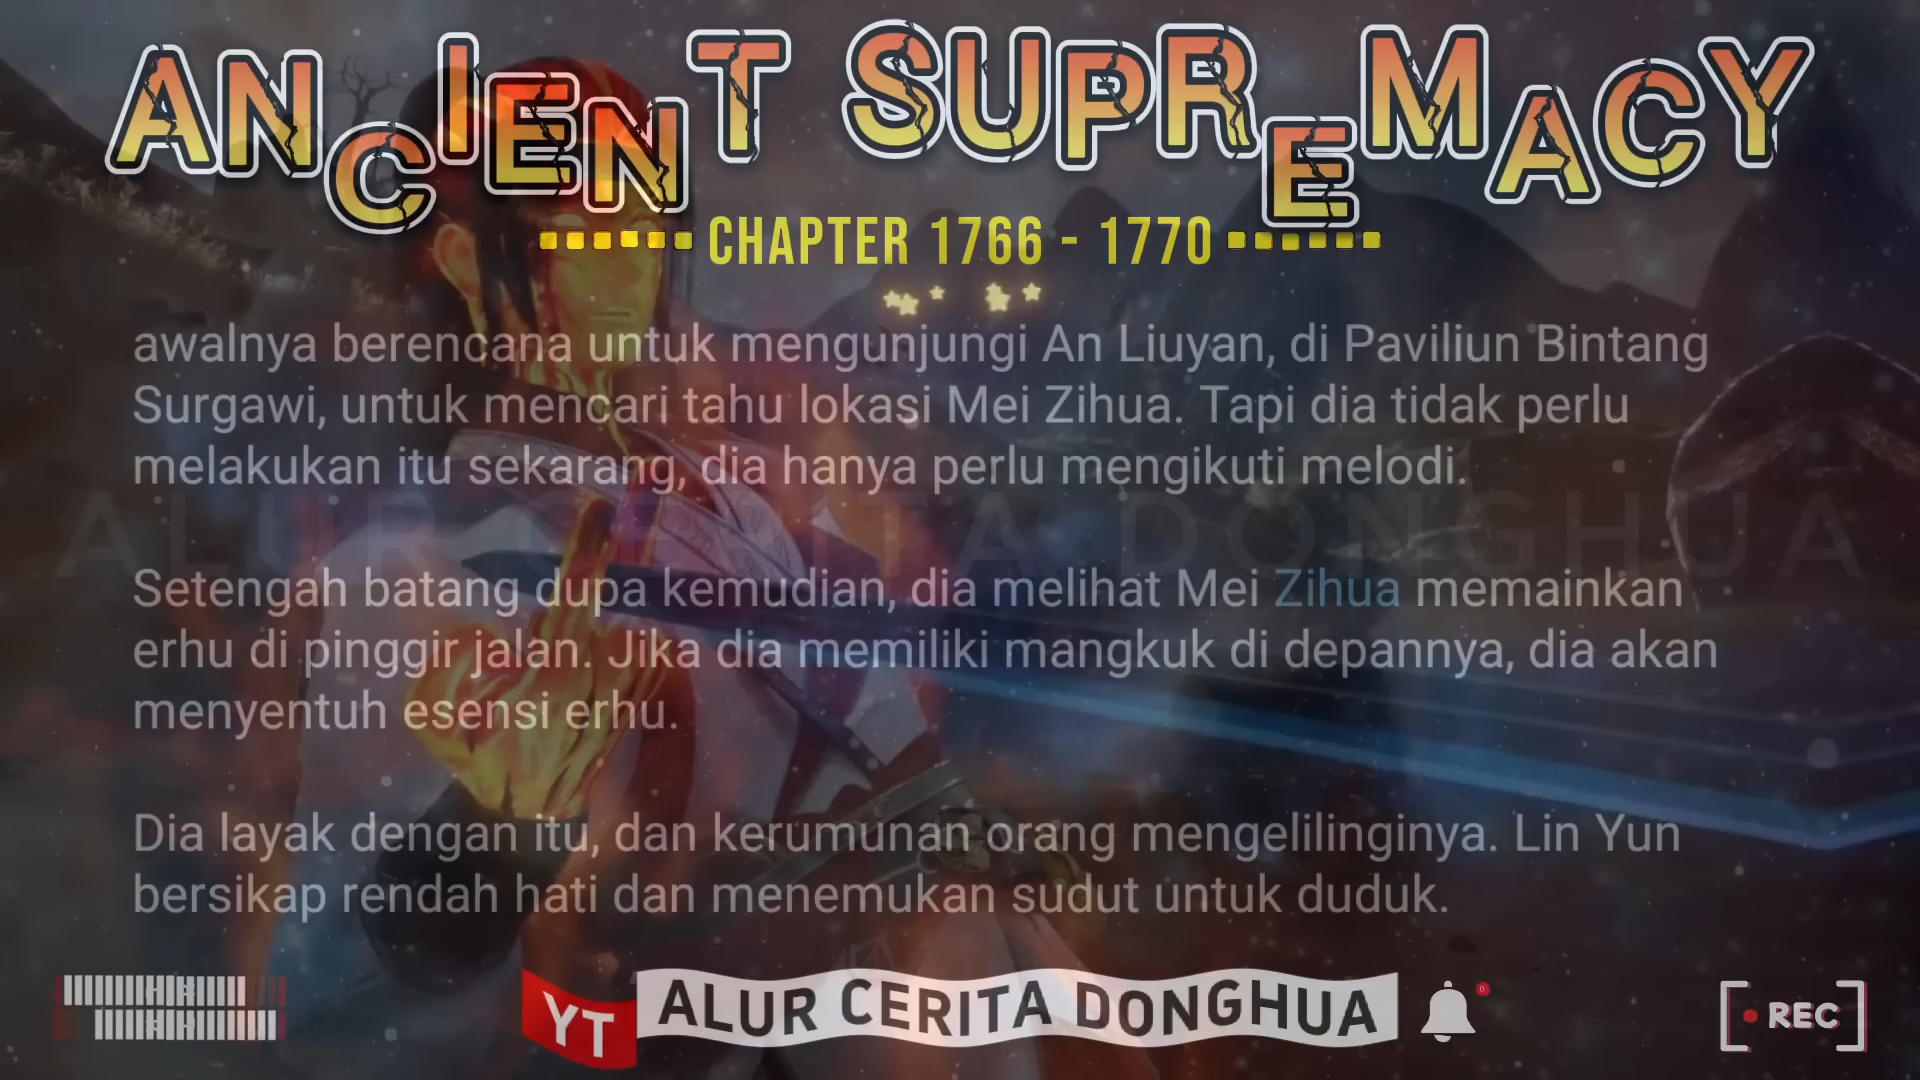 ANCIENT SUPREMACY
CHAPTER 1766 - 1770
awalnya berencana untuk mengunjungi An Liuyan, di Paviliun Bintang
Surgawi, untuk mencari tahu lokasi Mei Zihua. Tapi dia tidak perlu
melakukan itu sekarang, dia hanya perlu mengikuti melodi.
ALUR CERITA DONGHUA
Setengah batang dupa kemudian, dia melihat Mei Zihua memainkan
erhu di pinggir jalan. Jika dia memiliki mangkuk di depannya, dia akan
menyentuh esensi erhu.
Dia layak dengan itu, dan kerumunan orang mengelilinginya. Lin Yun
bersikap rendah hati dan menemukan sudut untuk duduk.
YT ALUR CERITA DONGHUA
REC